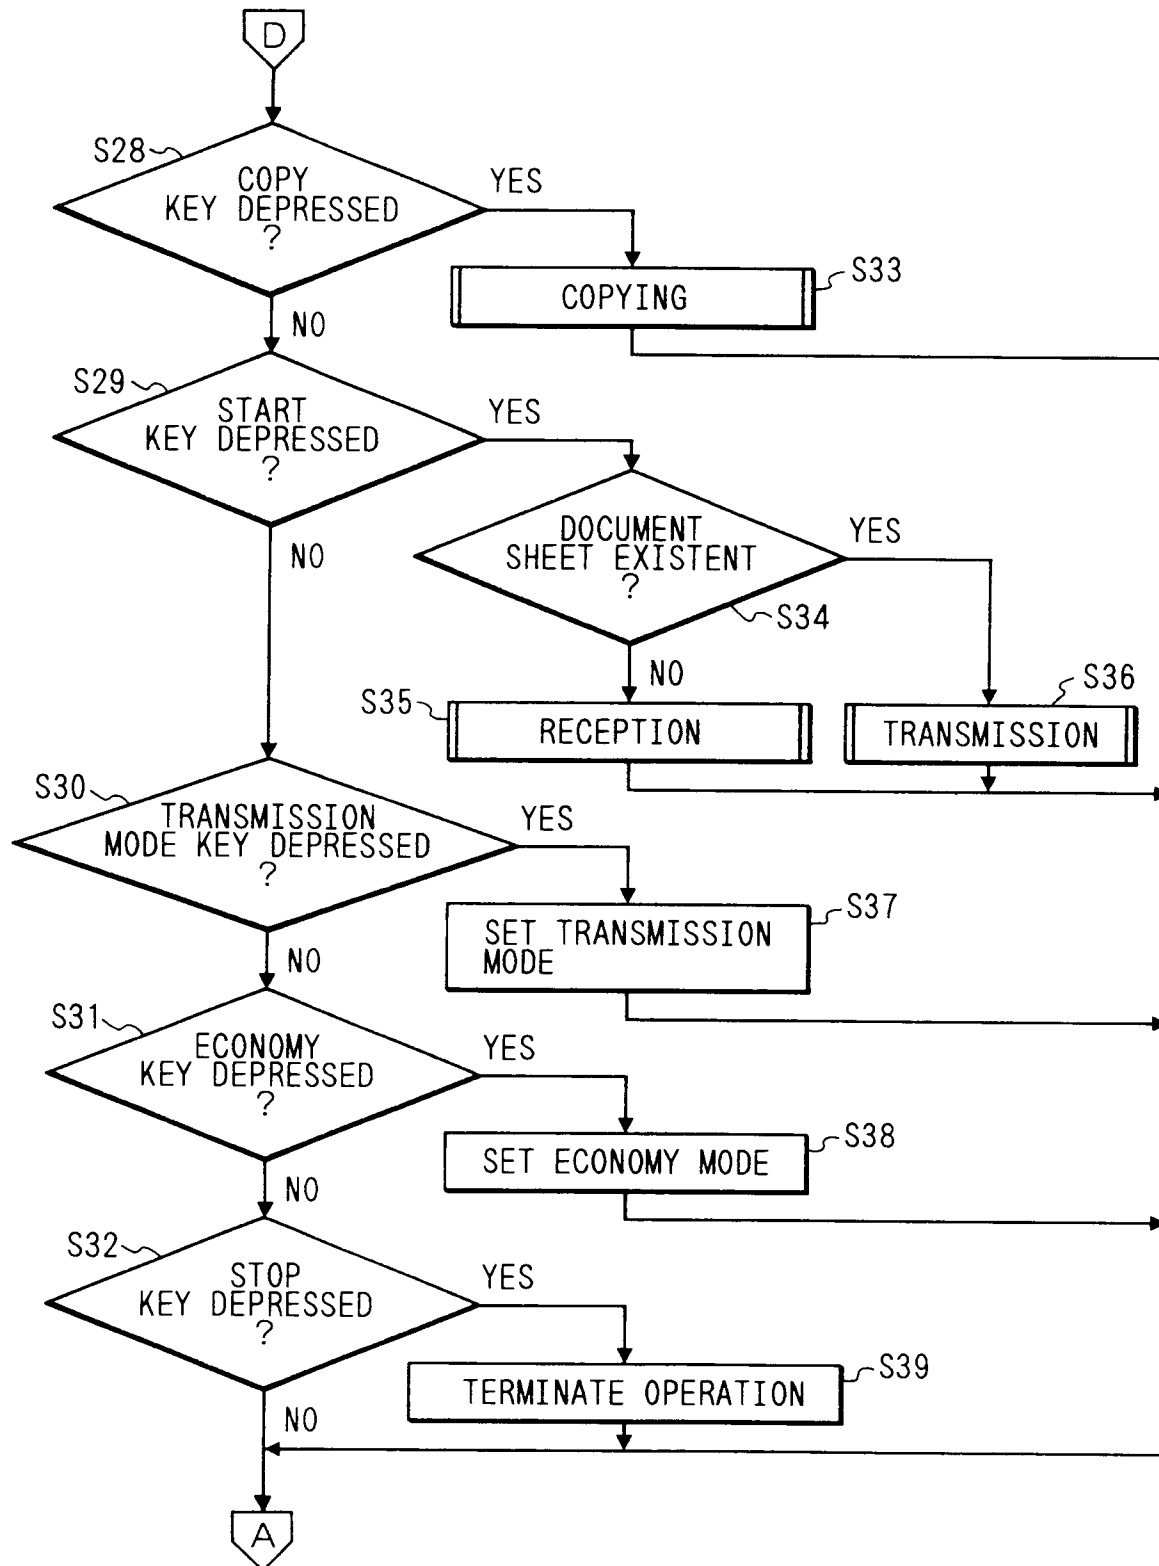 D
S28
COPY
KEY DEPRESSED
?
YES
NO
COPYING
S33
S29
START
KEY DEPRESSED
?
YES
NO
DOCUMENT
SHEET EXISTENT
?
YES
S34
NO
S35
RECEPTION
S36
TRANSMISSION
S30
TRANSMISSION
MODE KEY DEPRESSED
?
YES
NO
S37
SET TRANSMISSION
MODE
S31
ECONOMY
KEY DEPRESSED
?
YES
NO
S38
SET ECONOMY MODE
S32
STOP
KEY DEPRESSED
?
YES
NO
S39
TERMINATE OPERATION
A